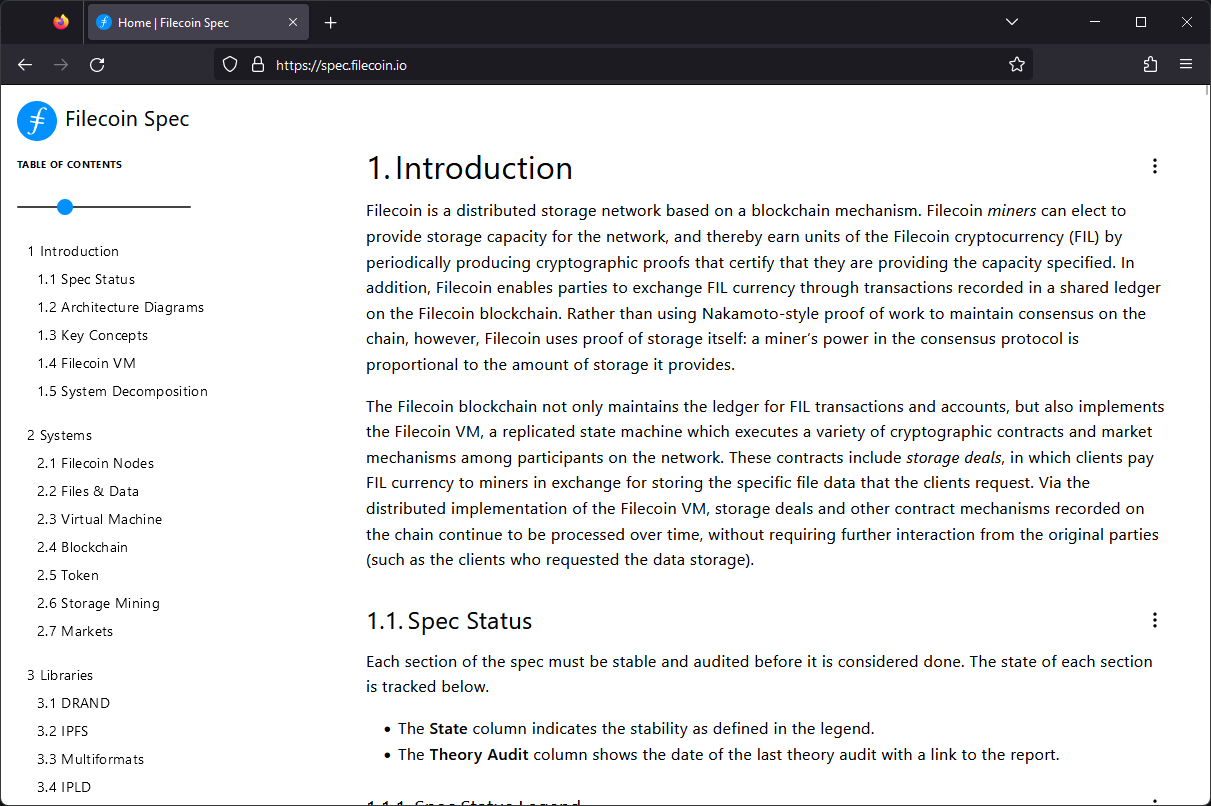 Home | Filecoin Spec
https://spec.filecoin.io
Filecoin Spec
TABLE OF CONTENTS
1 Introduction
1.1 Spec Status
1.2 Architecture Diagrams
1.3 Key Concepts
1.4 Filecoin VM
1.5 System Decomposition
2 Systems
2.1 Filecoin Nodes
2.2 Files & Data
2.3 Virtual Machine
2.4 Blockchain
2.5 Token
2.6 Storage Mining
2.7 Markets
3 Libraries
3.1 DRAND
3.2 IPFS
3.3 Multiformats
3.4 IPLD
1. Introduction
Filecoin is a distributed storage network based on a blockchain mechanism. Filecoin miners can elect to
provide storage capacity for the network, and thereby earn units of the Filecoin cryptocurrency (FIL) by
periodically producing cryptographic proofs that certify that they are providing the capacity specified. In
addition, Filecoin enables parties to exchange FIL currency through transactions recorded in a shared ledger
on the Filecoin blockchain. Rather than using Nakamoto-style proof of work to maintain consensus on the
chain, however, Filecoin uses proof of storage itself: a miner’s power in the consensus protocol is
proportional to the amount of storage it provides.
The Filecoin blockchain not only maintains the ledger for FIL transactions and accounts, but also implements
the Filecoin VM, a replicated state machine which executes a variety of cryptographic contracts and market
mechanisms among participants on the network. These contracts include storage deals, in which clients pay
FIL currency to miners in exchange for storing the specific file data that the clients request. Via the
distributed implementation of the Filecoin VM, storage deals and other contract mechanisms recorded on
the chain continue to be processed over time, without requiring further interaction from the original parties
(such as the clients who requested the data storage).
1.1. Spec Status
Each section of the spec must be stable and audited before it is considered done. The state of each section
is tracked below.
• The State column indicates the stability as defined in the legend.
• The Theory Audit column shows the date of the last theory audit with a link to the report.
1.1.1. Spec Status Legend